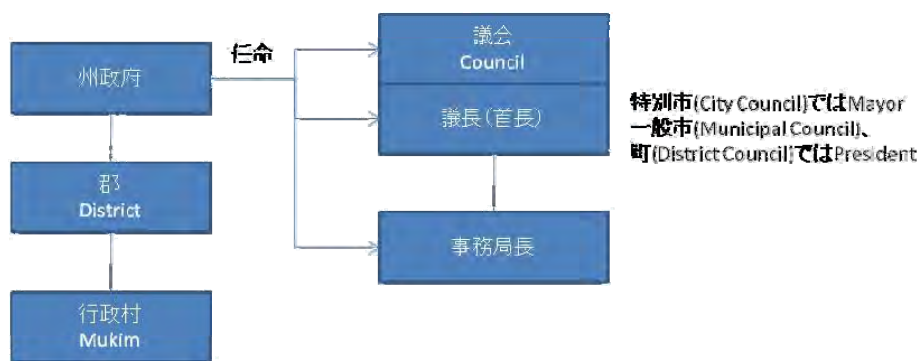 州政府
任命
議会
Council
議長(首長)
特別市(City Council)ではMayor
一般市(Municipal Council)、
町(District Council)ではPresident
郡
District
事務局長
行政村
Mukim